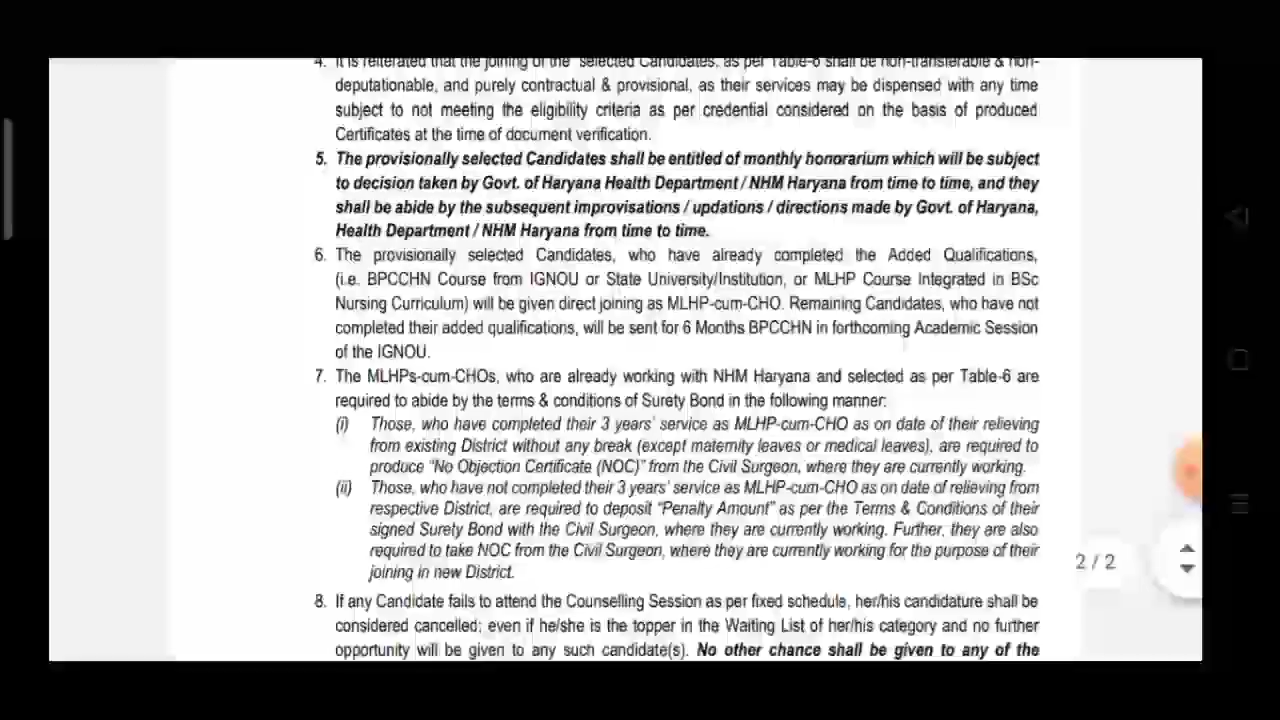 4. It is reiterated that the joining of the selected Candidates, as per Table-6 shall be non-transferable & non-
deputationable, and purely contractual & provisional, as their services may be dispensed with any time
subject to not meeting the eligibility criteria as per credential considered on the basis of produced
Certificates at the time of document verification.
5. The provisionally selected Candidates shall be entitled of monthly honorarium which will be subject
to decision taken by Govt. of Haryana Health Department / NHM Haryana from time to time, and they
shall be abide by the subsequent improvisations / updations / directions made by Govt. of Haryana,
Health Department / NHM Haryana from time to time.
6. The provisionally selected Candidates, who have already completed the Added Qualifications,
(i.e. BPCCHN Course from IGNOU or State University/Institution, or MLHP Course Integrated in BSc
Nursing Curriculum) will be given direct joining as MLHP-cum-CHO. Remaining Candidates, who have not
completed their added qualifications, will be sent for 6 Months BPCCHN in forthcoming Academic Session
of the IGNOU.
7. The MLHPs-cum-CHOs, who are already working with NHM Haryana and selected as per Table-6 are
required to abide by the terms & conditions of Surety Bond in the following manner:
(i) Those, who have completed their 3 years' service as MLHP-cum-CHO as on date of their relieving
from existing District without any break (except maternity leaves or medical leaves), are required to
produce "No Objection Certificate (NOC)" from the Civil Surgeon, where they are currently working.
(ii) Those, who have not completed their 3 years' service as MLHP-cum-CHO as on date of relieving from
respective District, are required to deposit "Penalty Amount" as per the Terms & Conditions of their
signed Surety Bond with the Civil Surgeon, where they are currently working. Further, they are also
required to take NOC from the Civil Surgeon, where they are currently working for the purpose of their
joining in new District.
2 / 2
8. If any Candidate fails to attend the Counselling Session as per fixed schedule, her/his candidature shall be
considered cancelled; even if he/she is the topper in the Waiting List of her/his category and no further
opportunity will be given to any such candidate(s). No other chance shall be given to any of the